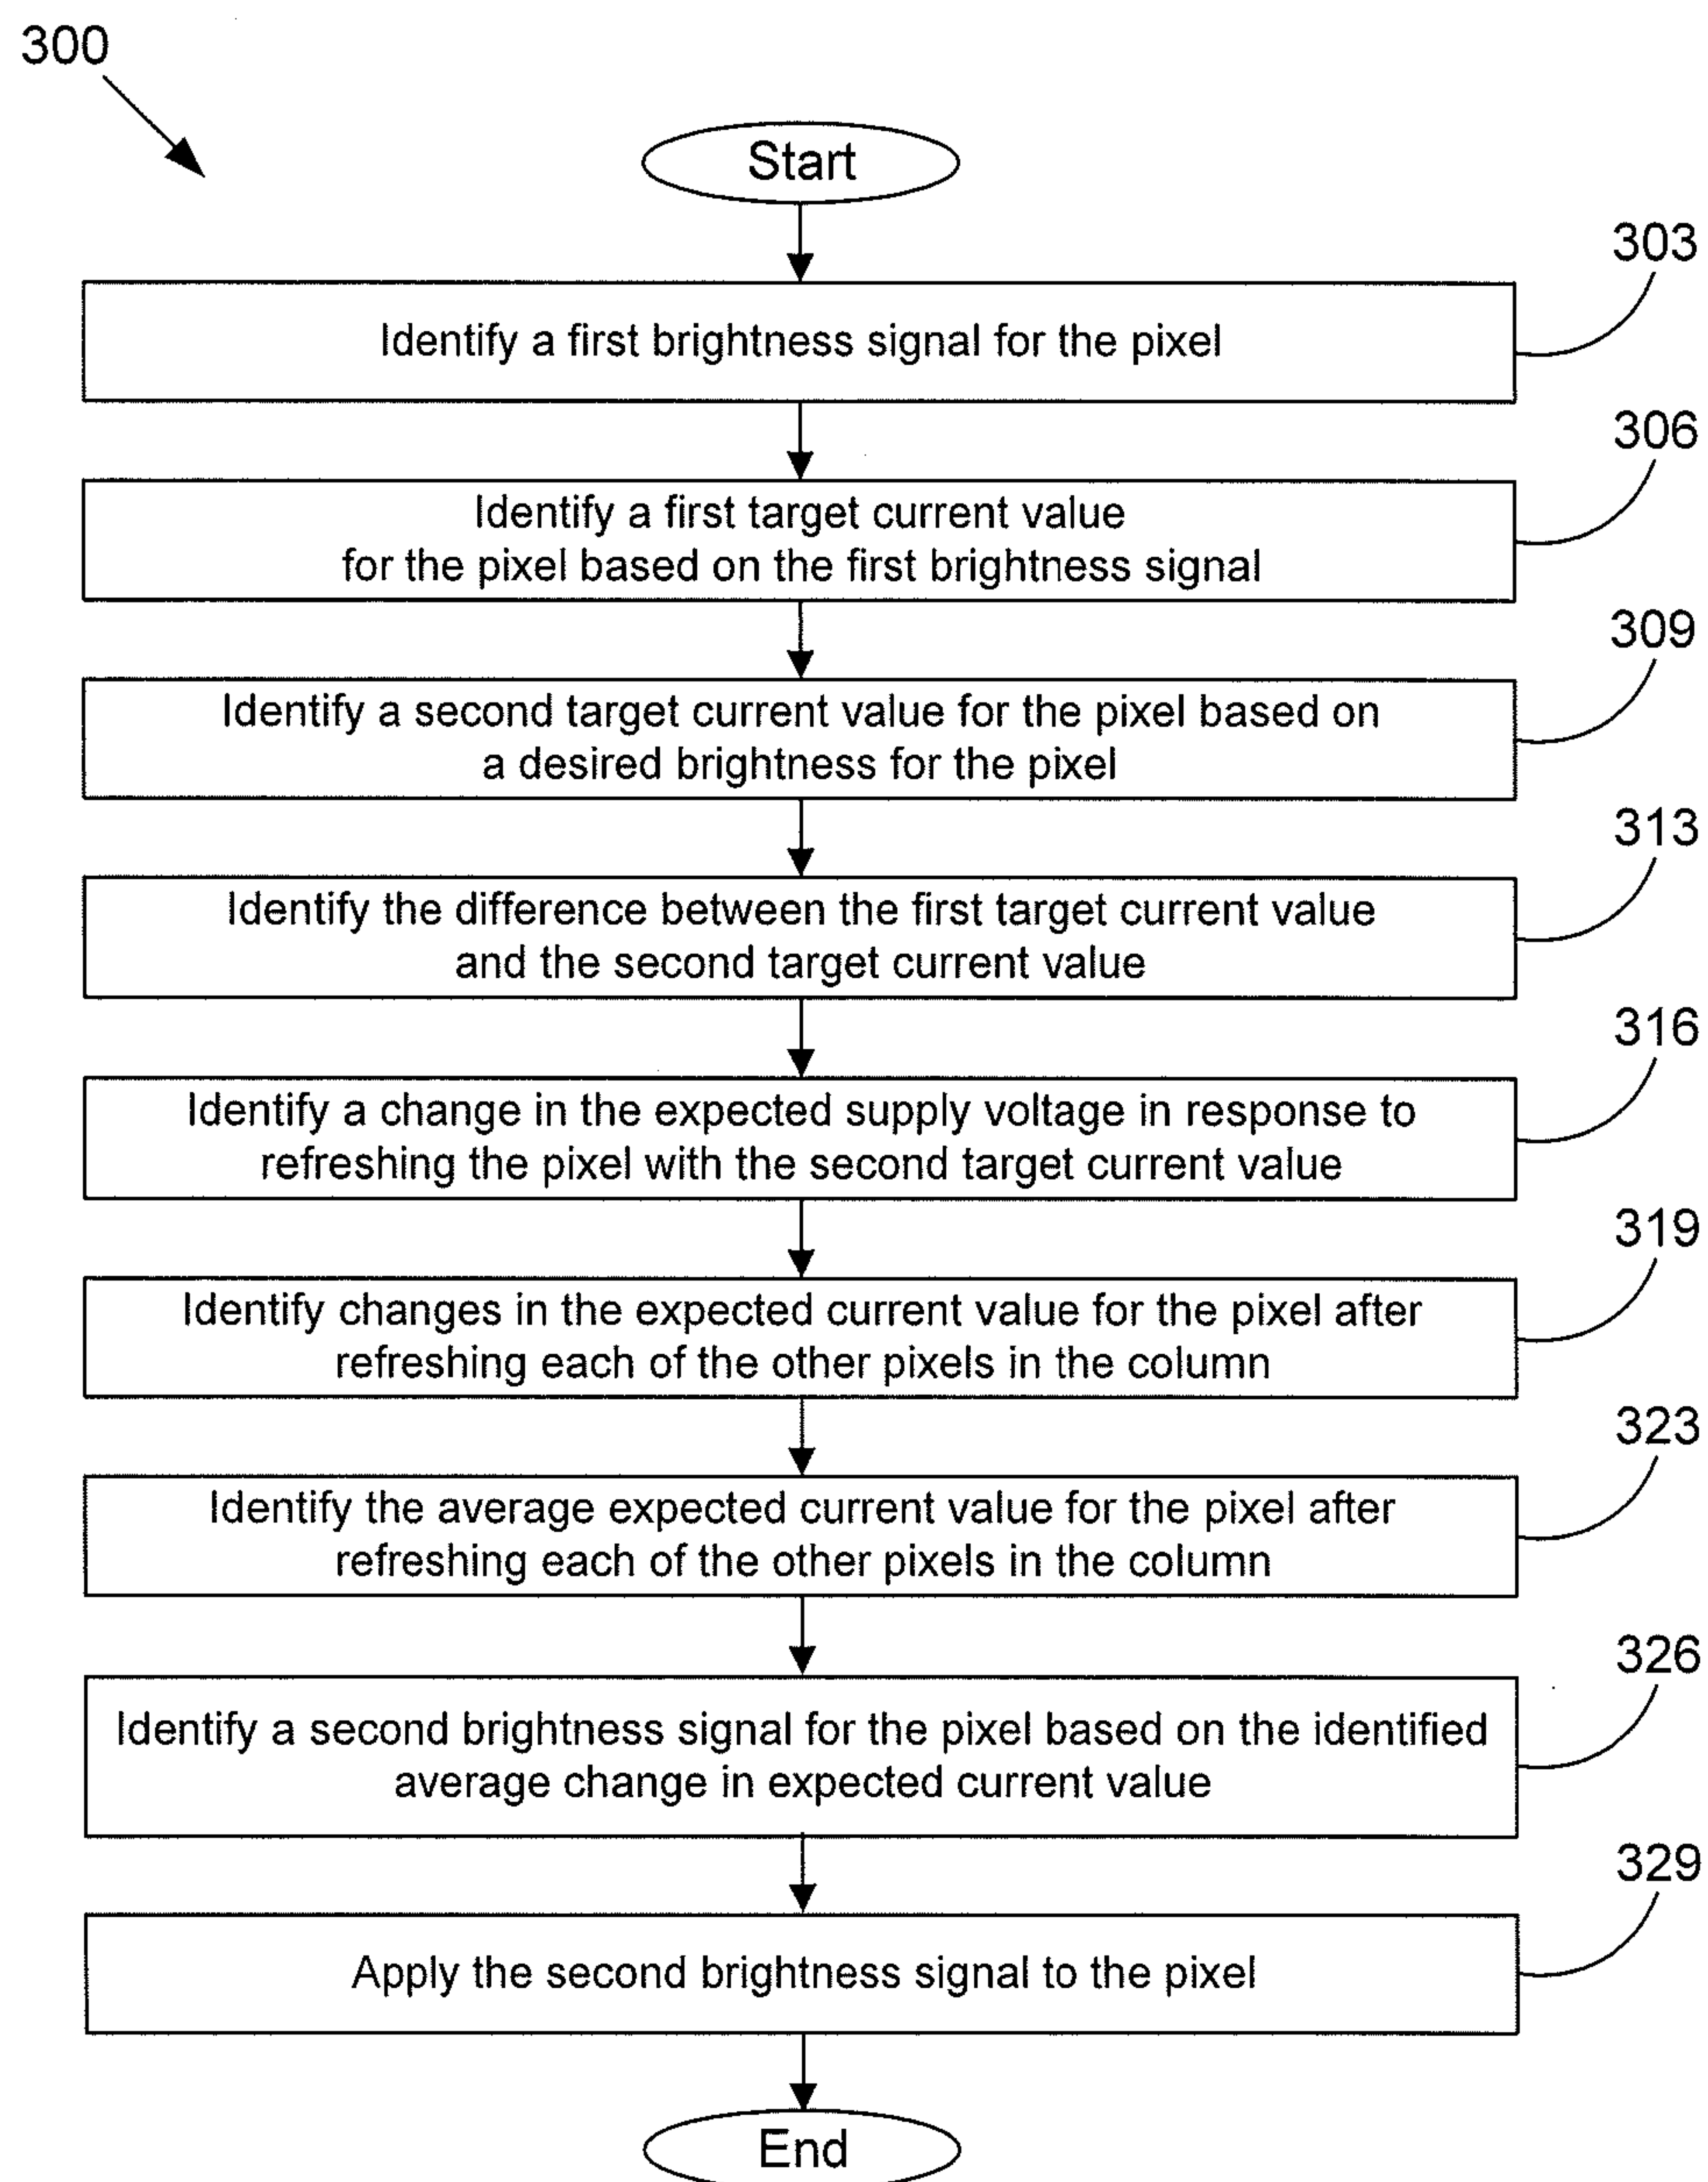 300
Start
303
Identify a first brightness signal for the pixel
306
Identify a first target current value
for the pixel based on the first brightness signal
309
Identify a second target current value for the pixel based on
a desired brightness for the pixel
313
Identify the difference between the first target current value
and the second target current value
316
Identify a change in the expected supply voltage in response to
refreshing the pixel with the second target current value
319
Identify changes in the expected current value for the pixel after
refreshing each of the other pixels in the column
323
Identify the average expected current value for the pixel after
refreshing each of the other pixels in the column
326
Identify a second brightness signal for the pixel based on the identified
average change in expected current value
329
Apply the second brightness signal to the pixel
End